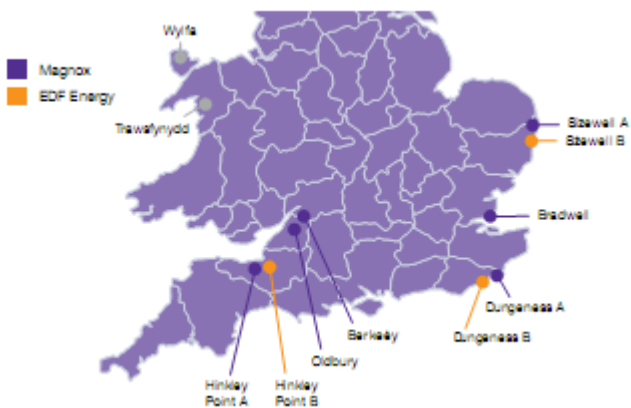 Wylfa
Magnox
EDF Energy
Trawsfynydd
Sizewell A
Sizewell B
Bradwell
Dungeness A
Dungeness B
Berkeley
Oldbury
Hinkley
Point A
Hinkley
Point B